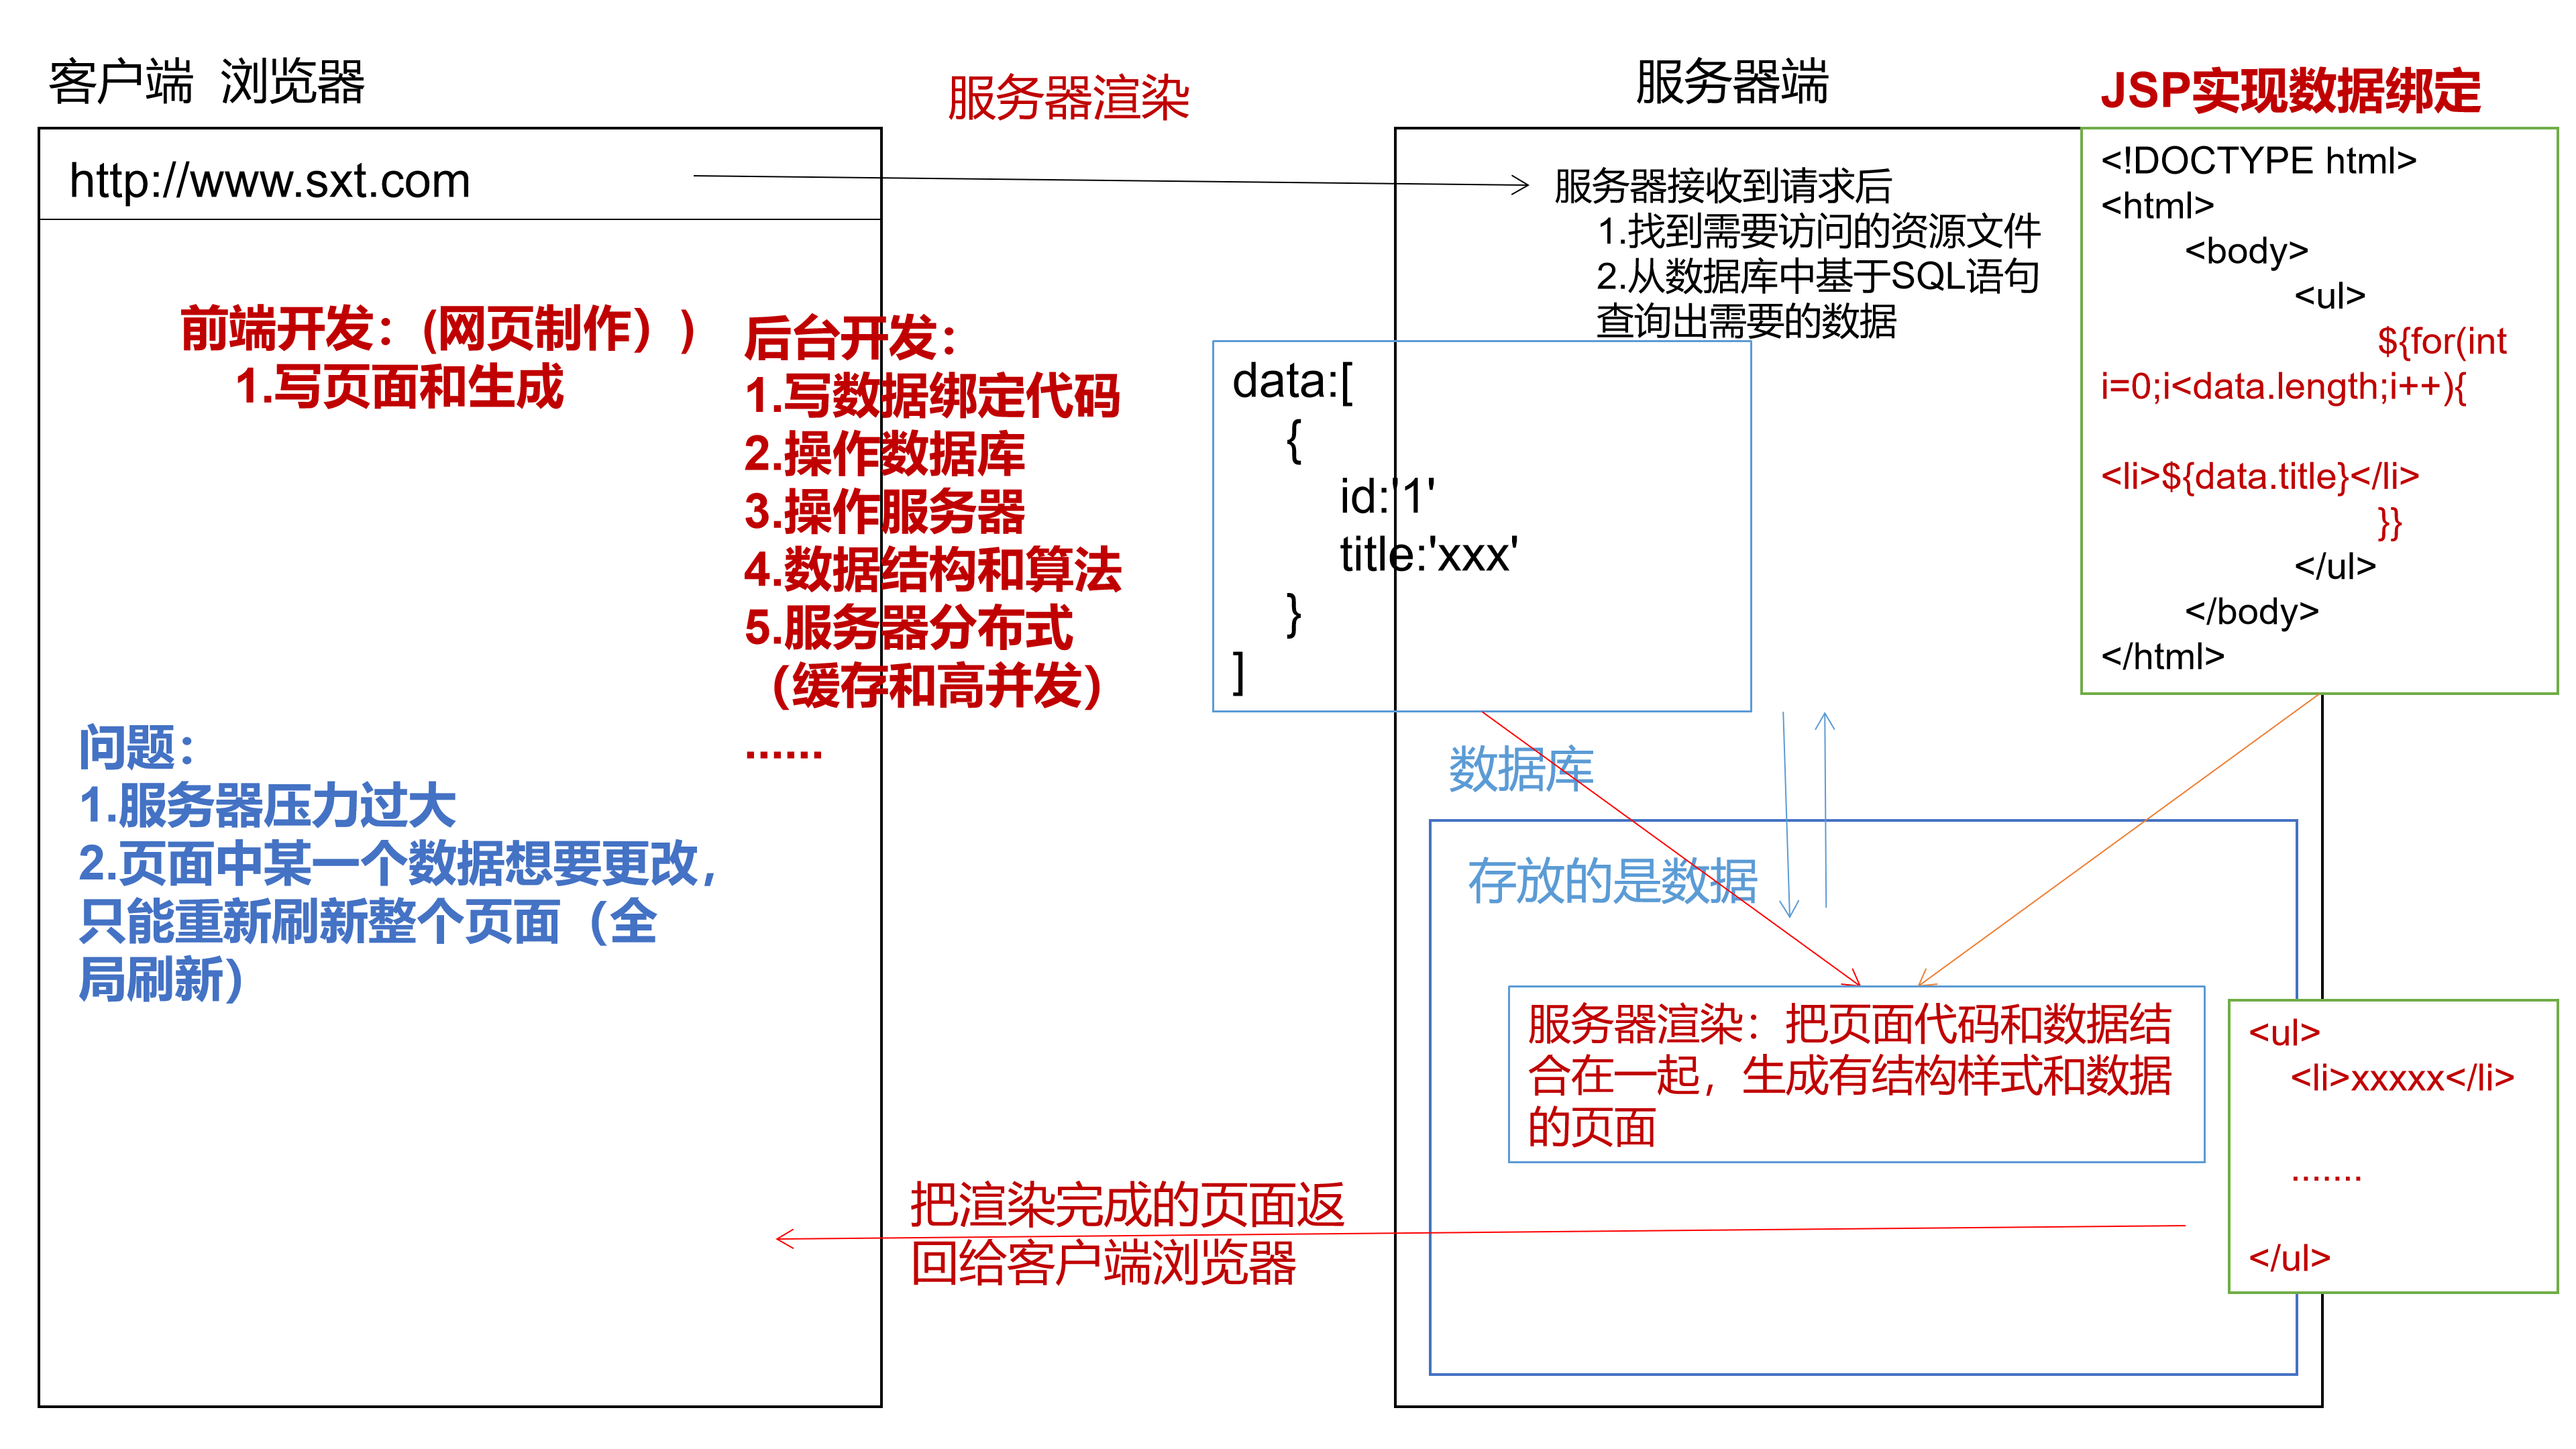 客户端 浏览器
http://www.sxt.com
前端开发：(网页制作））
1.写页面和生成
问题：
1.服务器压力过大
2.页面中某一个数据想要更改，
只能重新刷新整个页面（全
局刷新）
服务器渲染
后台开发：
1.写数据绑定代码
2.操作数据库
3.操作服务器
4.数据结构和算法
5.服务器分布式
（缓存和高并发）
......
把渲染完成的页面返
回给客户端浏览器
服务器端
服务器接收到请求后
1.找到需要访问的资源文件
2.从数据库中基于SQL语句
查询出需要的数据
data:[
{
id:'1'
title:'xxx'
}
]
数据库
存放的是数据
服务器渲染：把页面代码和数据结
合在一起，生成有结构样式和数据
的页面
JSP实现数据绑定
<!DOCTYPE html>
<html>
<body>
<ul>
${for(int
i=0;i<data.length;i++){
<li>${data.title}</li>
}}
</ul>
</body>
</html>
<ul>
<li>xxxxx</li>
.......
</ul>